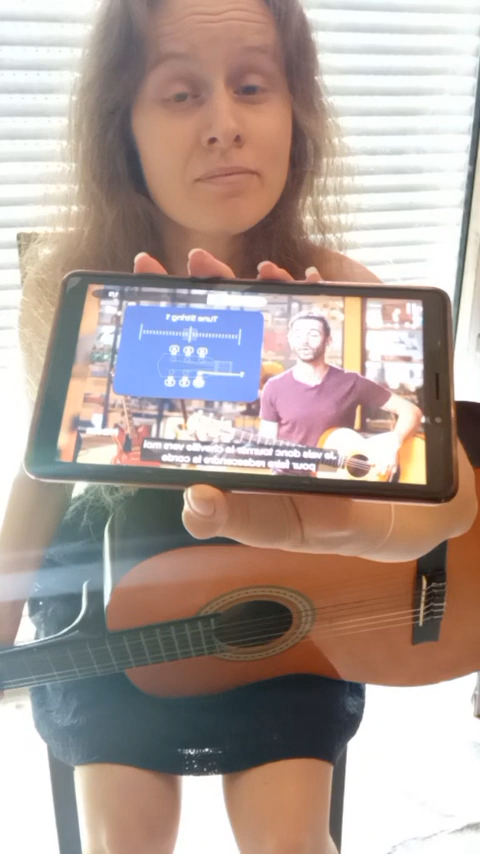 Tune String 1
Je vais donc tourner la cheville vers moi
pour faire redescendre la corde